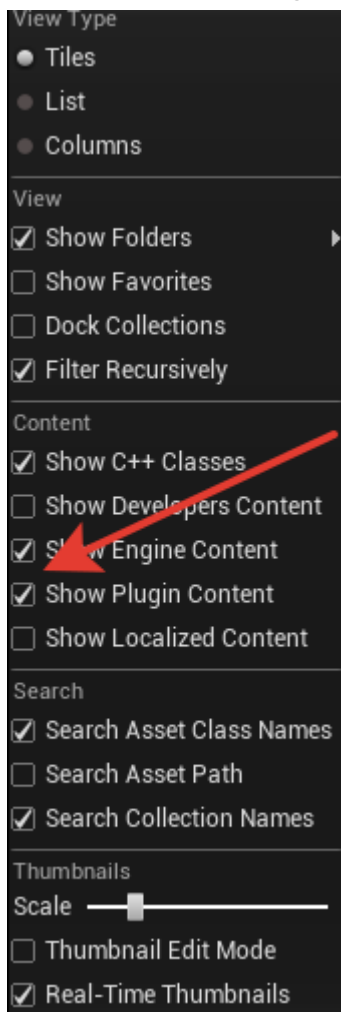 View Type
Tiles
List
Columns
View
Show Folders
Show Favorites
Dock Collections
Filter Recursively
Content
Show C++ Classes
Show Developers Content
Show Engine Content
Show Plugin Content
Show Localized Content
Search
Search Asset Class Names
Search Asset Path
Search Collection Names
Thumbnails
Scale
Thumbnail Edit Mode
Real-Time Thumbnails